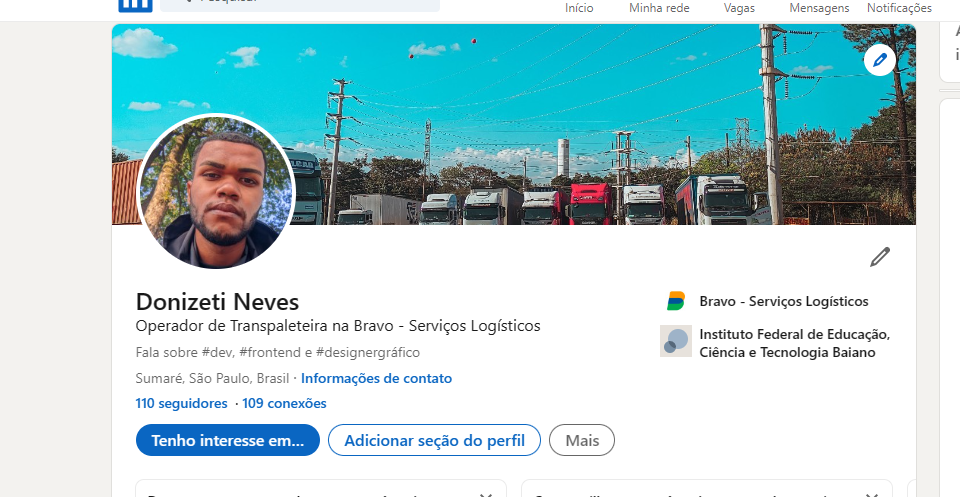 Início
Minha rede
Vagas
Mensagens
Notificações
Donizeti Neves
Operador de Transpaleteira na Bravo - Serviços Logísticos
Fala sobre #dev, #frontend e #designergráfico
Sumaré, São Paulo, Brasil · Informações de contato
110 seguidores · 109 conexões
Tenho interesse em...
Adicionar seção do perfil
Mais
Bravo - Serviços Logísticos
Instituto Federal de Educação,
Ciência e Tecnologia Baiano